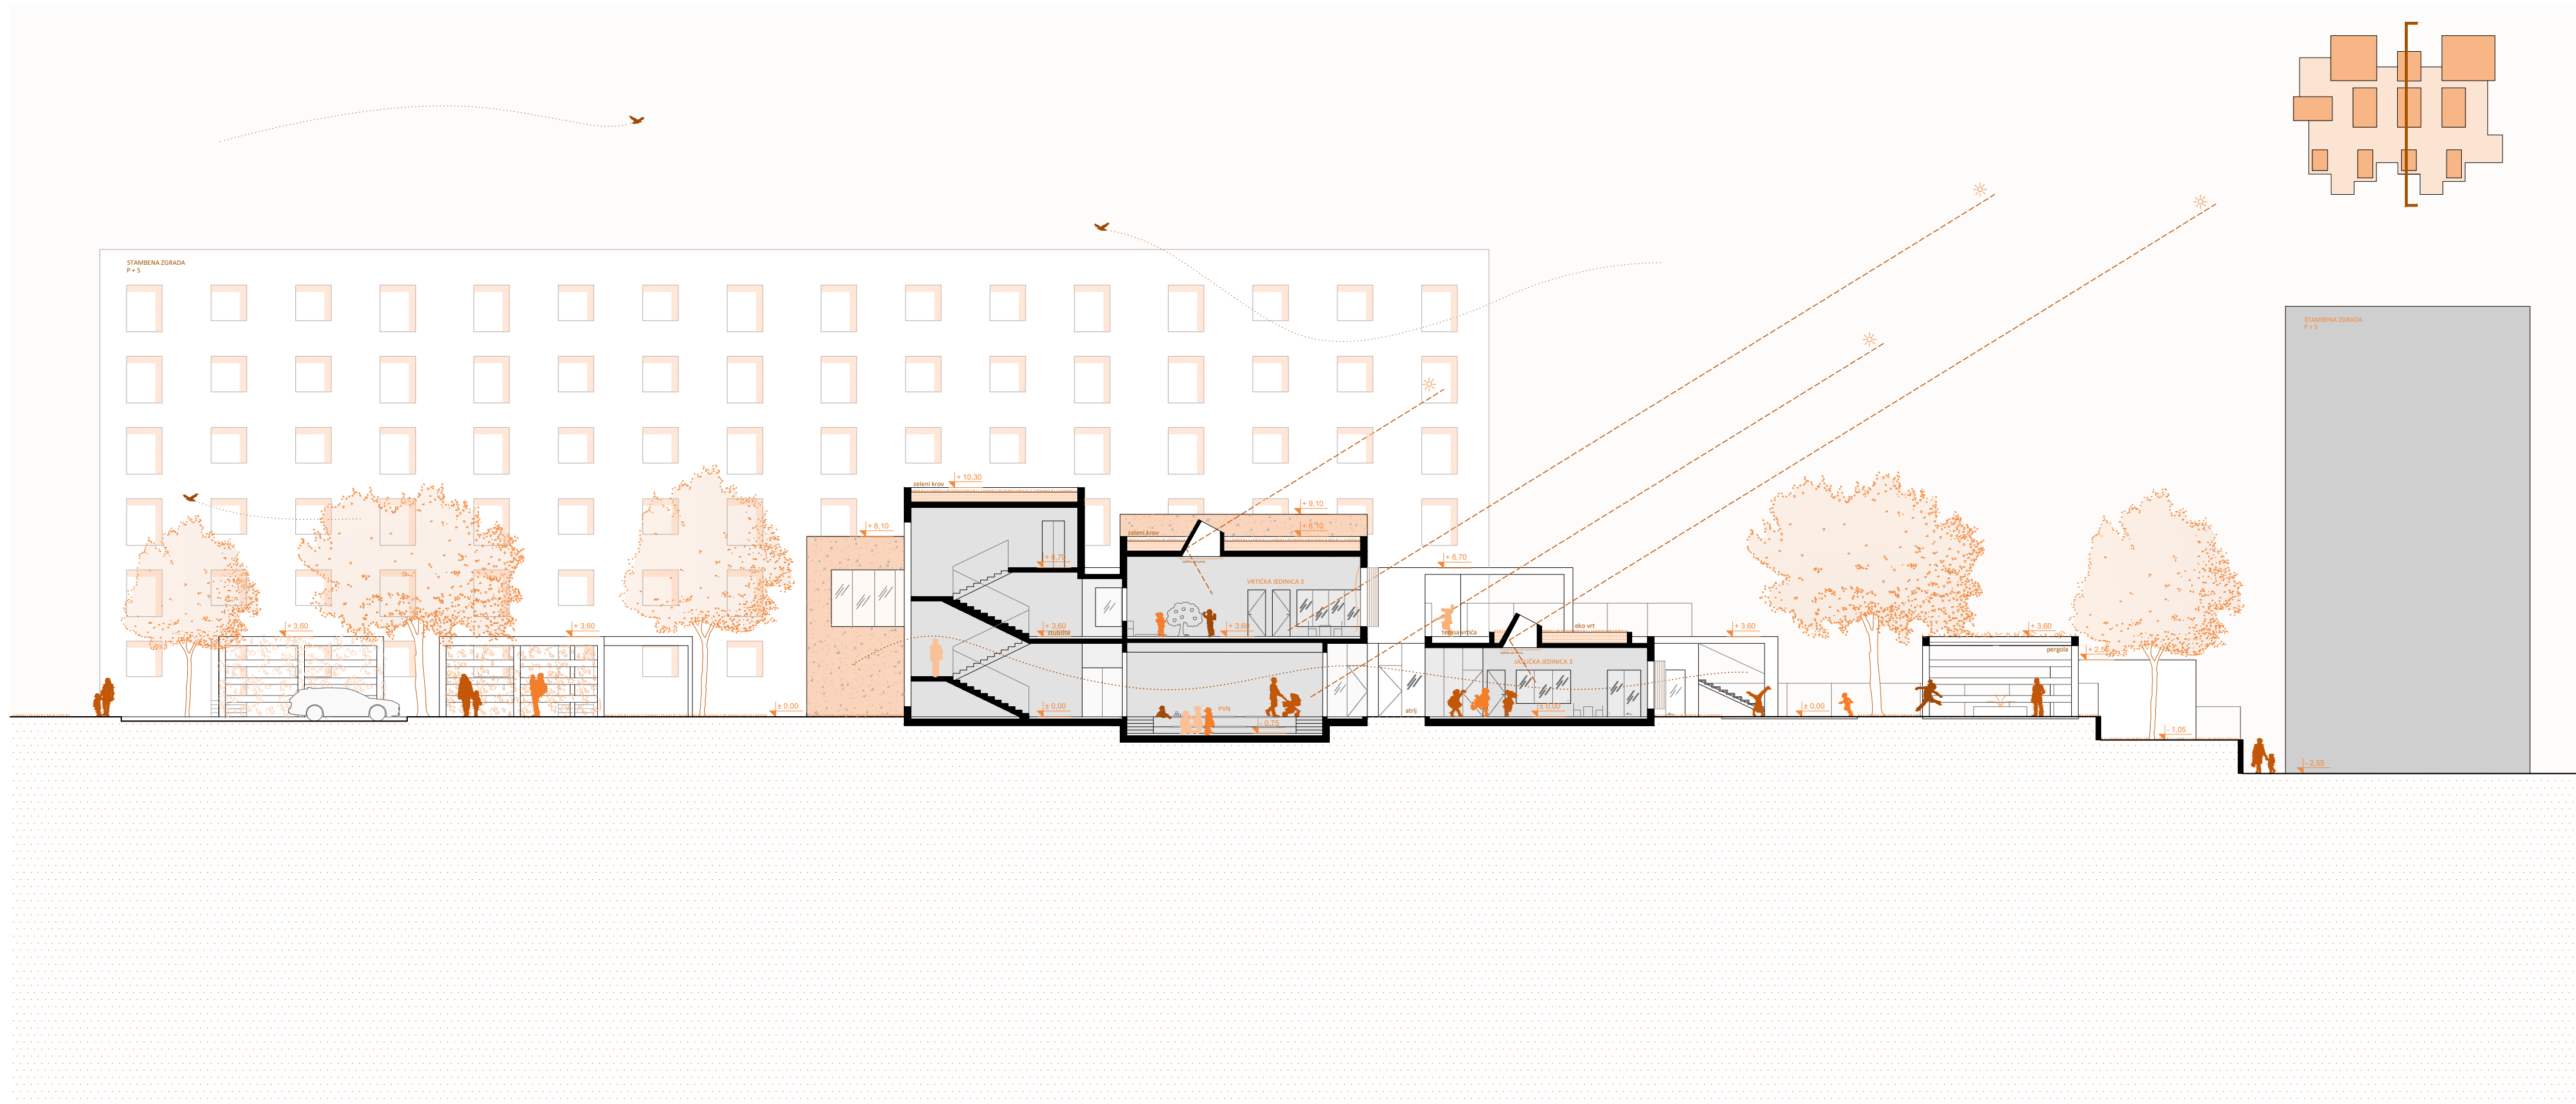 STAMBENA ZGRADA
P + 5
STAMBENA ZGRADA
P + 5
zeleni krov
+ 10.30
+ 9,10
+ 8,10
+ 8,10
zeleni krov
+ 6,70
+ 6,70
VRTIĆKA JEDINICA 3
+ 3,60
+ 3,60
+ 3,60
stubište
+ 3,60
terasa vrtića
eko vrt
+ 3,60
+ 3,60
pergola
+ 2,55
JASLIČKA JEDINICA 3
± 0,00
± 0,00
PVN
- 0,75
atrij
± 0,00
± 0,00
- 1,05
- 2,55